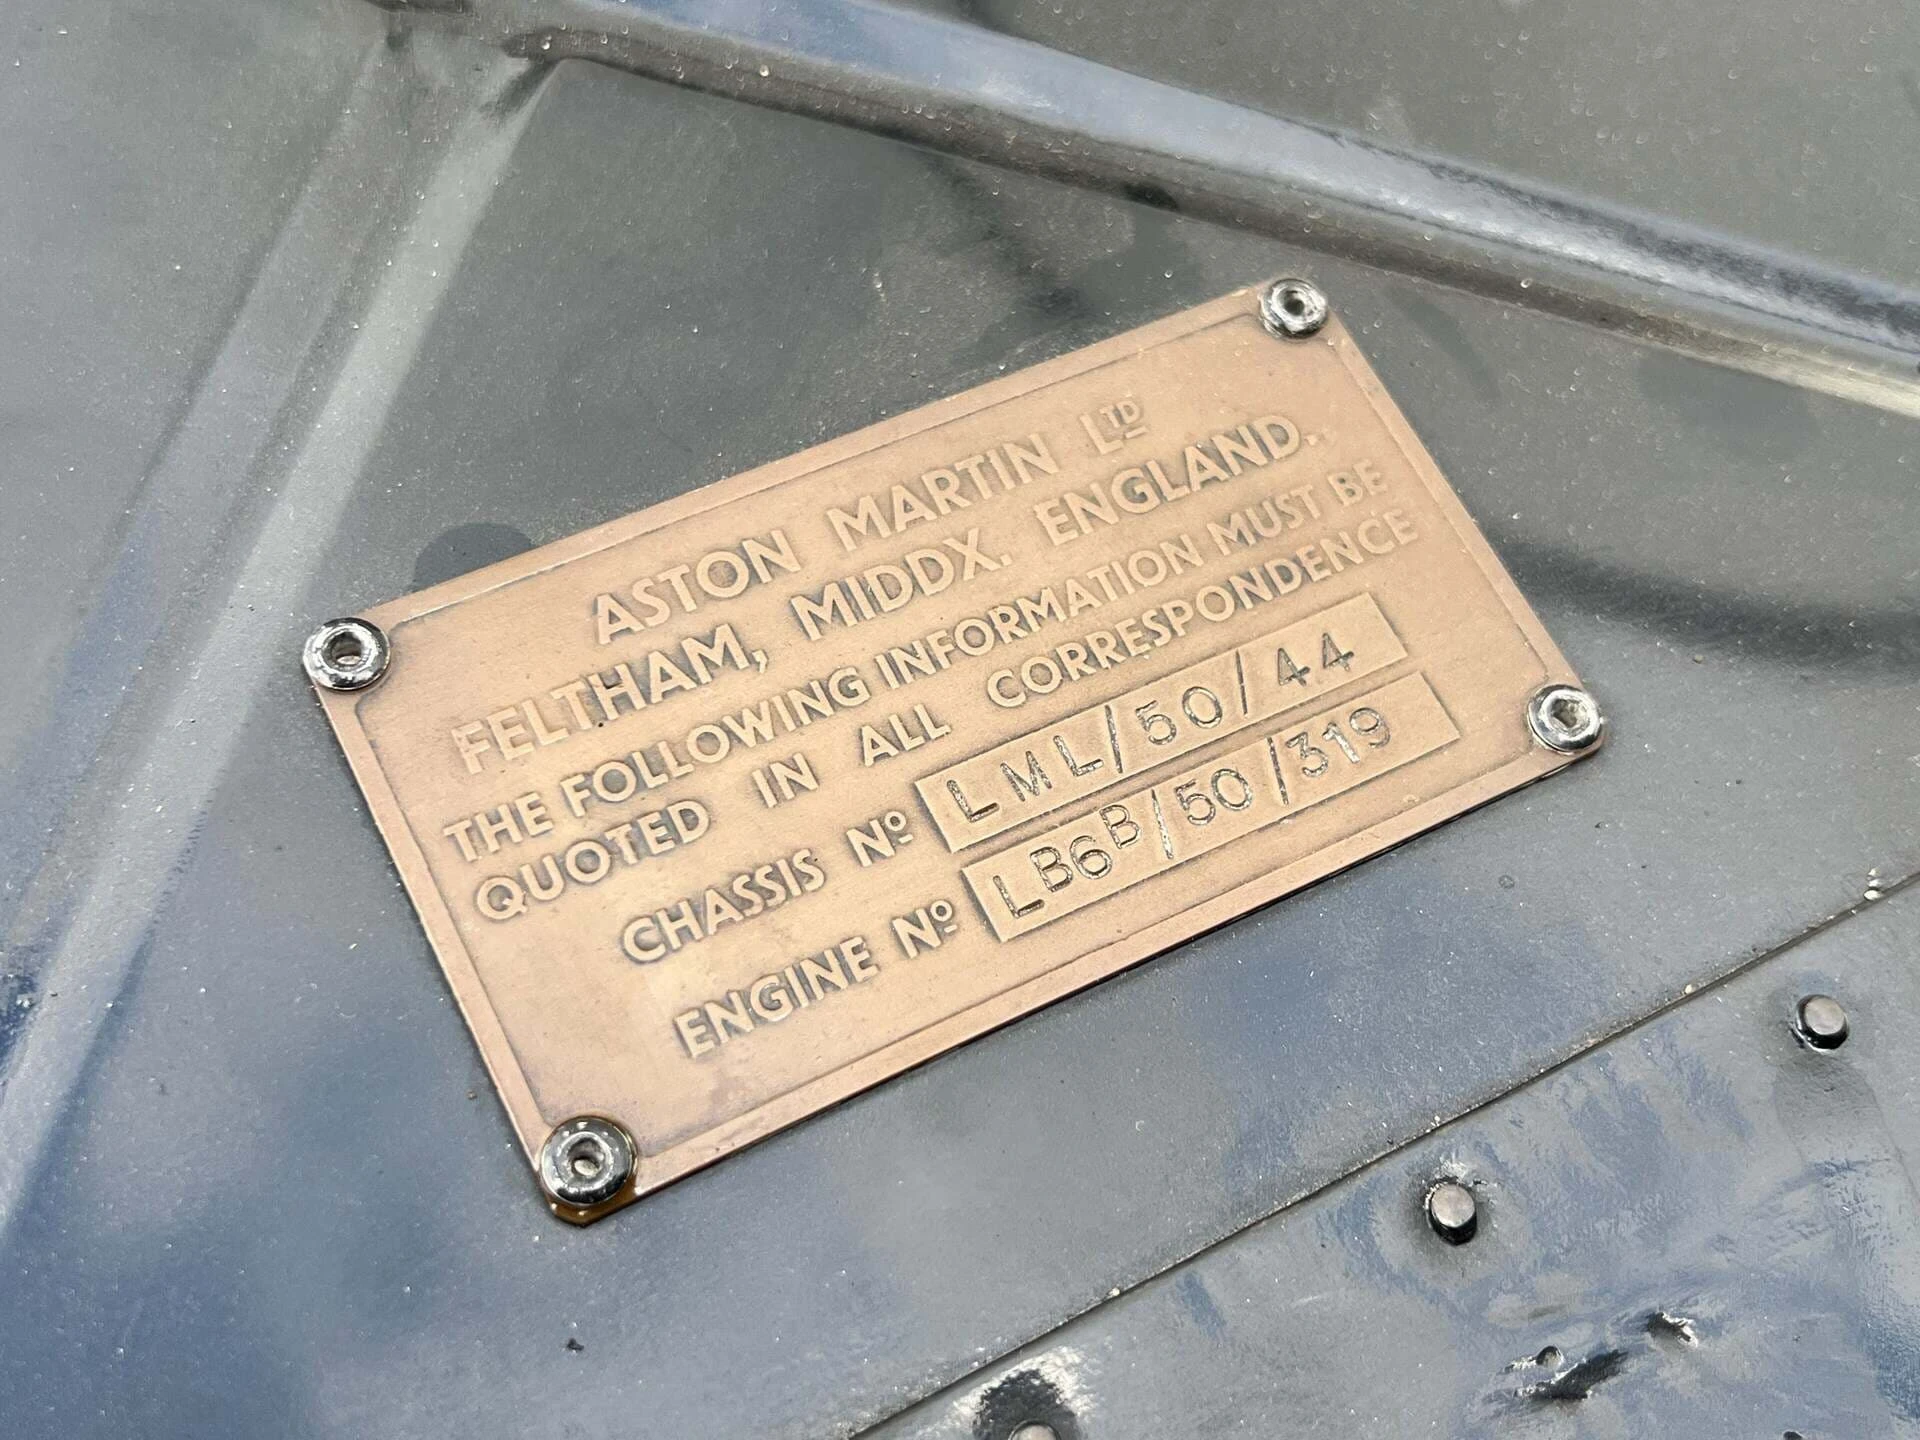 ASTON MARTIN LTD
FELTHAM, MIDDX. ENGLAND.
THE FOLLOWING INFORMATION MUST BE
QUOTED IN ALL CORRESPONDENCE
CHASSIS Nº LML/50/44
ENGINE Nº LB6B/50/319